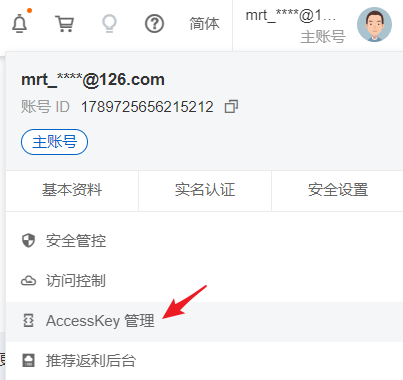 简体
mrt_****@1...
主账号
mrt_****@126.com
账号 ID 1789725656215212
主账号
基本资料 实名认证 安全设置
安全管控
访问控制
AccessKey 管理
推荐返利后台